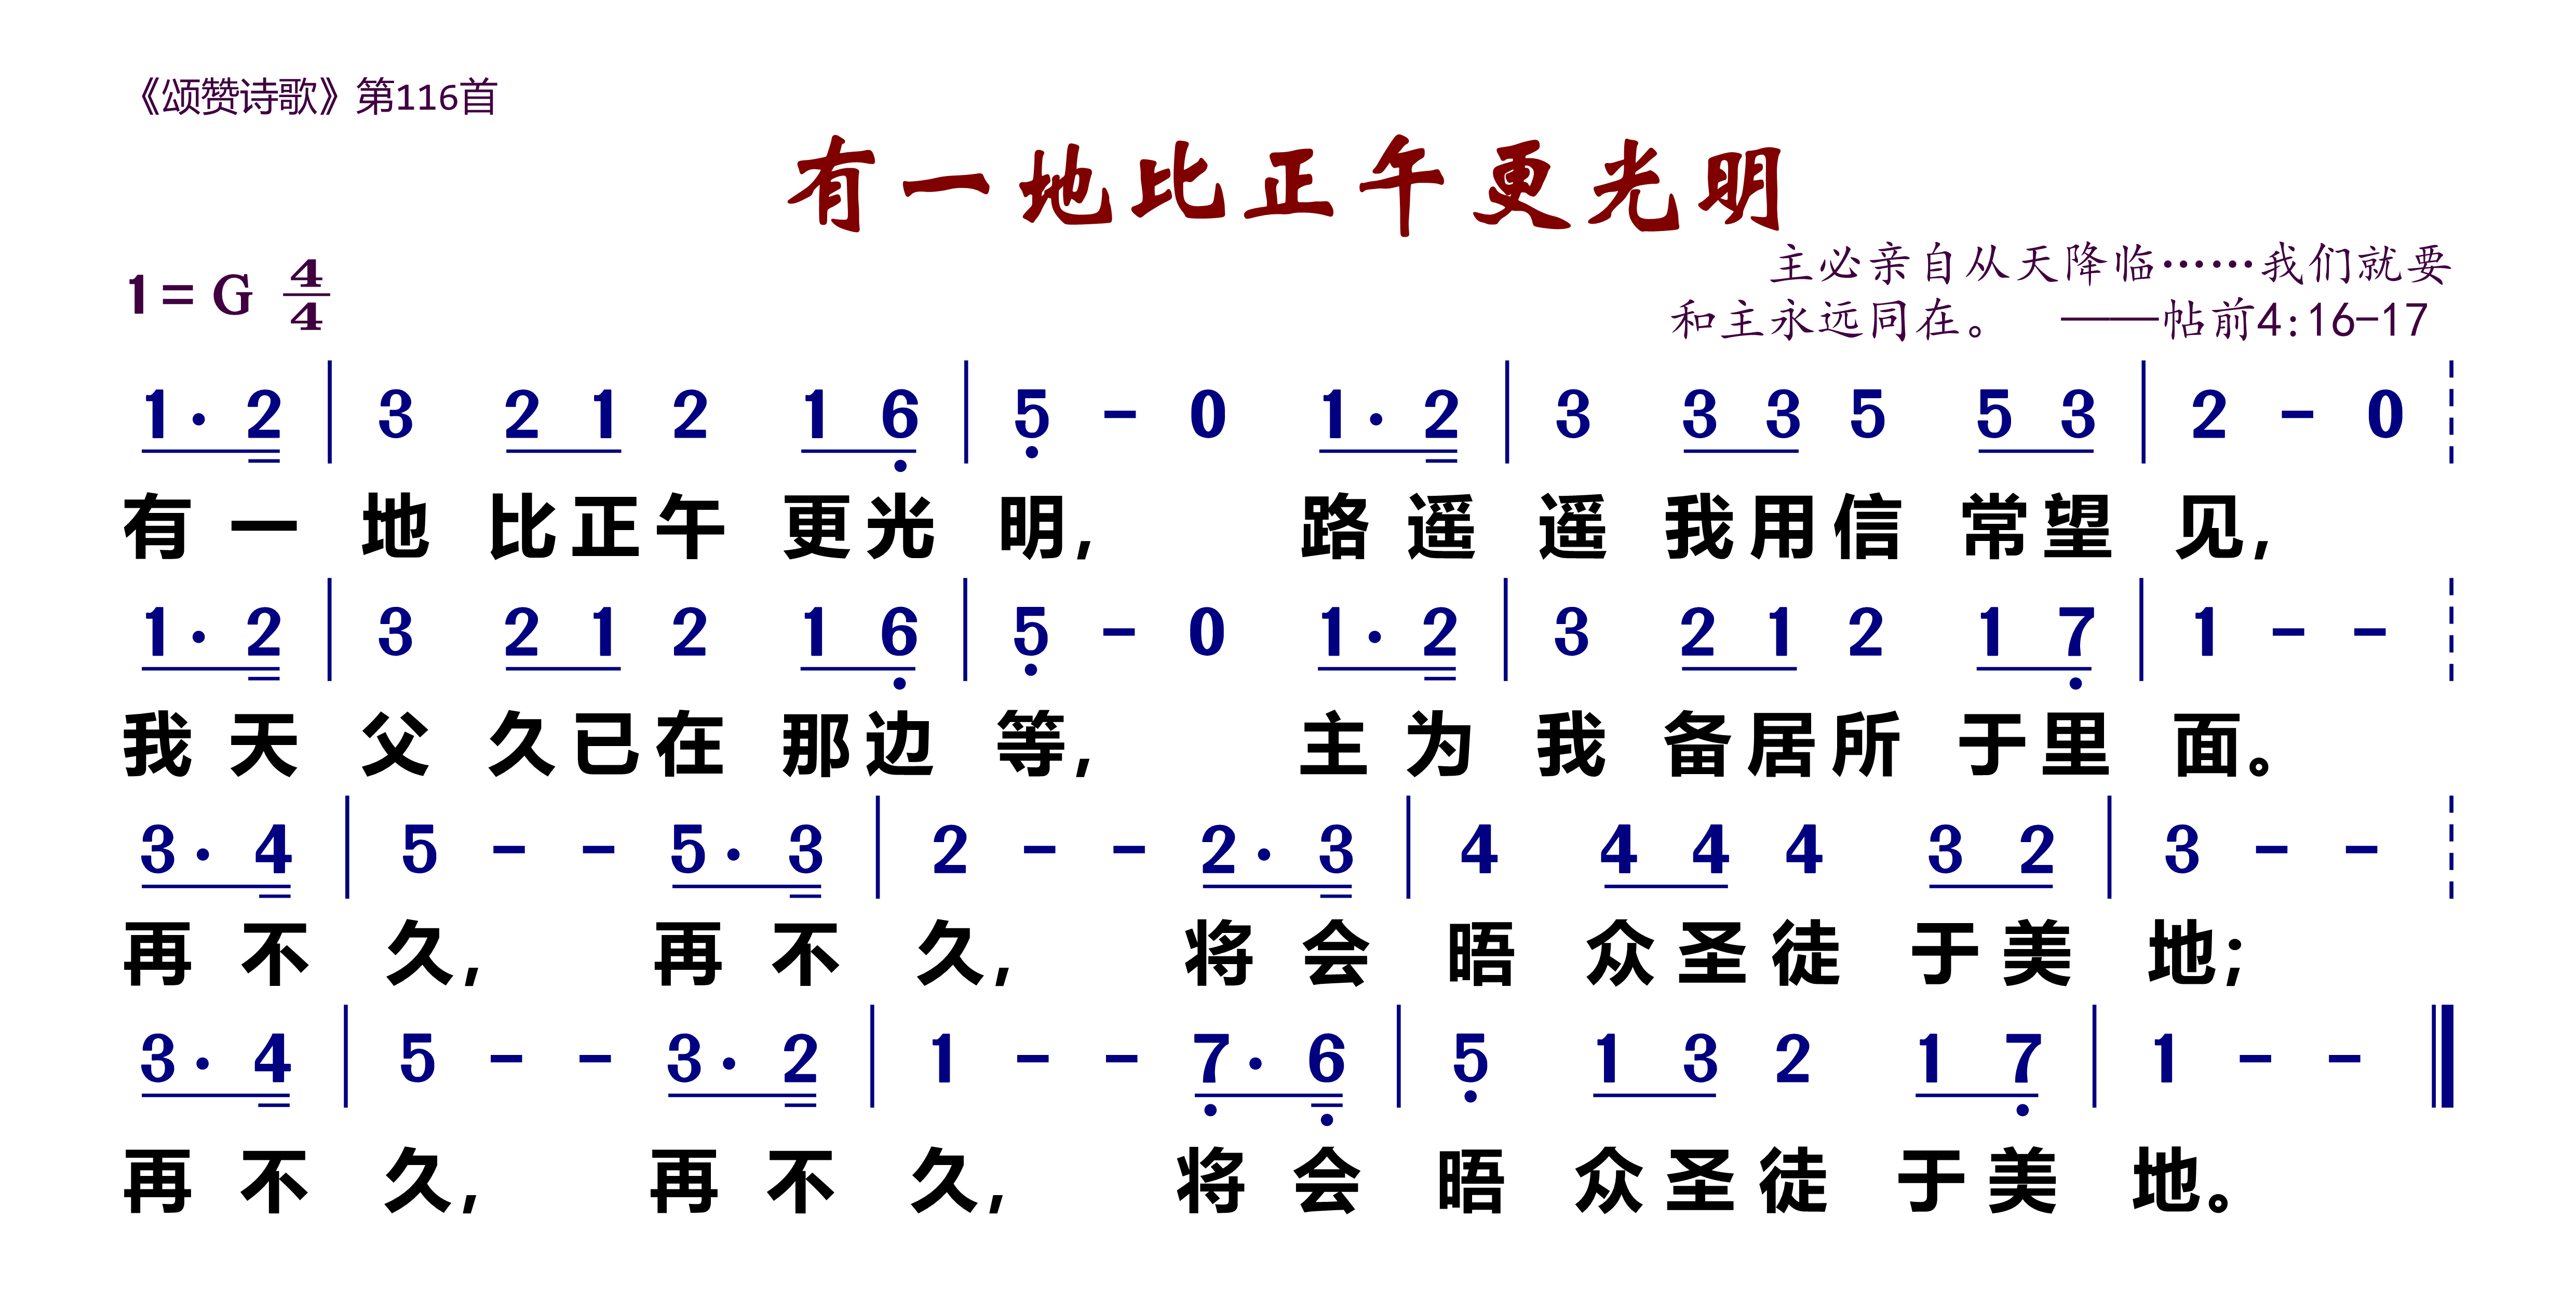 《颂赞诗歌》第116首
有一地比正午更光明
主必亲自从天降临……我们就要
和主永远同在。 ——帖前4:16-17
1= G 4/4
1· 2 | 3 2 1 2 1 6 | 5 - 0 1· 2 | 3 3 3 5 5 3 | 2 - 0
有一地比正午更光明, 路遥遥我用信常望见,
1· 2 | 3 2 1 2 1 6 | 5 - 0 1· 2 | 3 2 1 2 1 7 | 1 - -
我天父久已在那边等, 主为我备居所于里面。
3· 4 | 5 - - 5· 3 | 2 - - 2· 3 | 4 4 4 4 3 2 | 3 - -
再不久, 再不久, 将会晤众圣徒于美地;
3· 4 | 5 - - 3· 2 | 1 - - 7· 6 | 5 1 3 2 1 7 | 1 - -
再不久, 再不久, 将会晤众圣徒于美地。